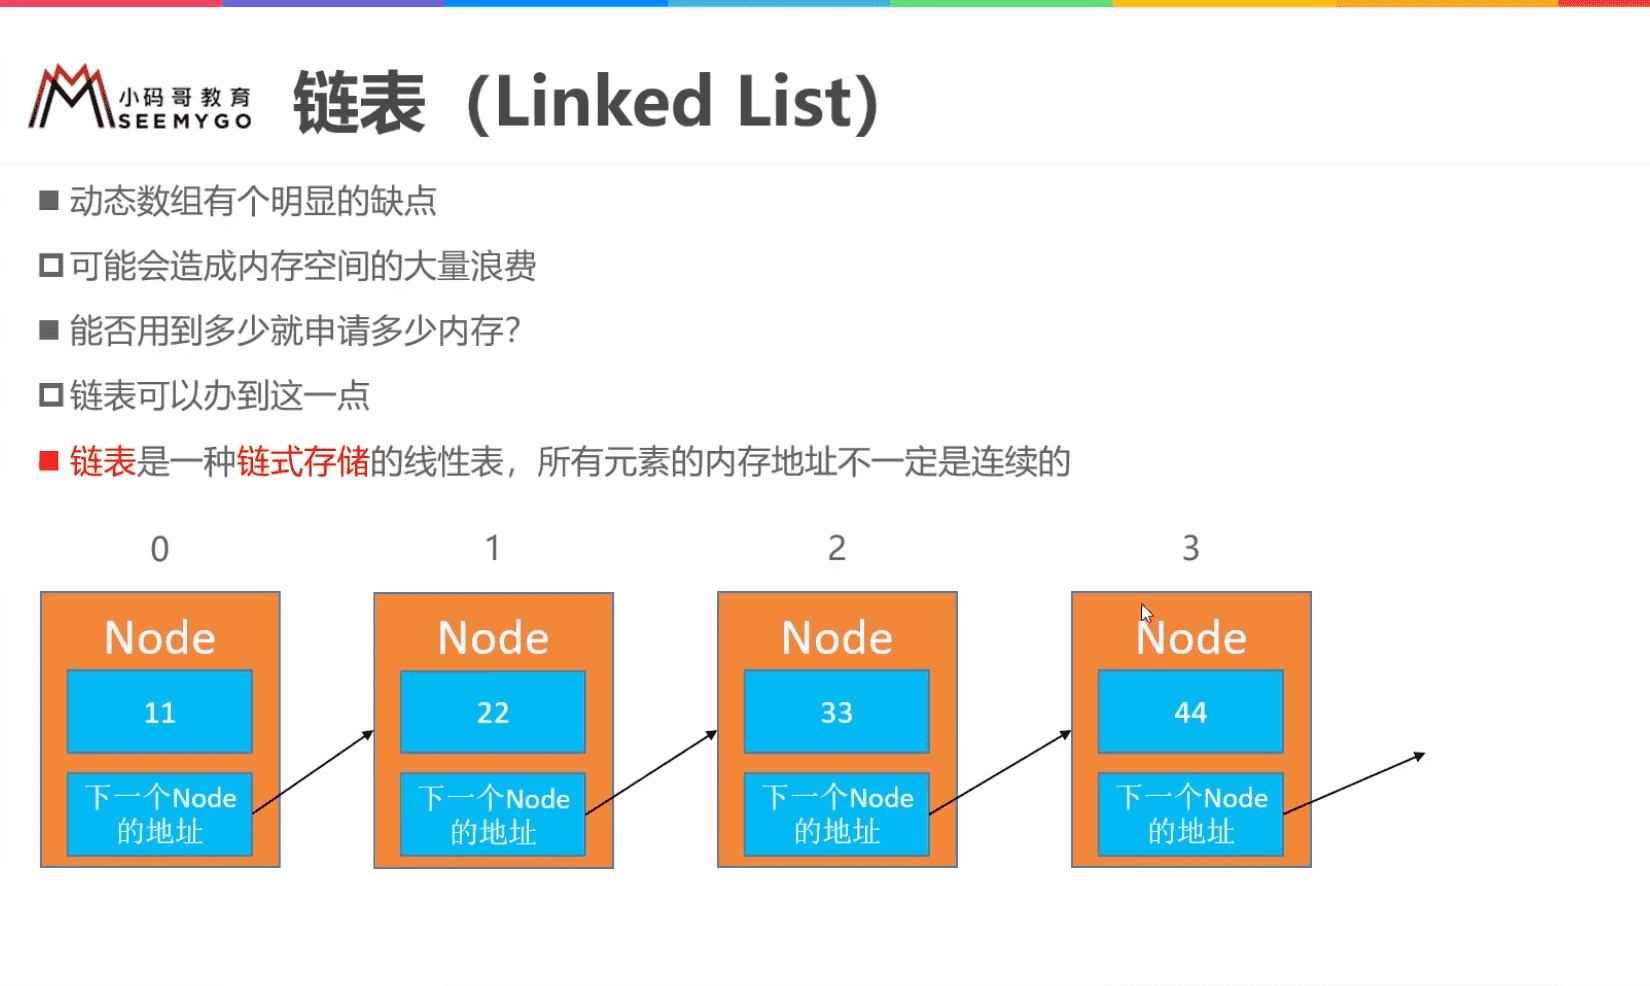 小码哥教育
SEEMYGO
链表（Linked List）
动态数组有个明显的缺点
可能会造成内存空间的大量浪费
能否用到多少就申请多少内存？
链表可以办到这一点
链表是一种链式存储的线性表，所有元素的内存地址不一定是连续的
0
1
2
3
Node
11
下一个Node
的地址
Node
22
下一个Node
的地址
Node
33
下一个Node
的地址
Node
44
下一个Node
的地址